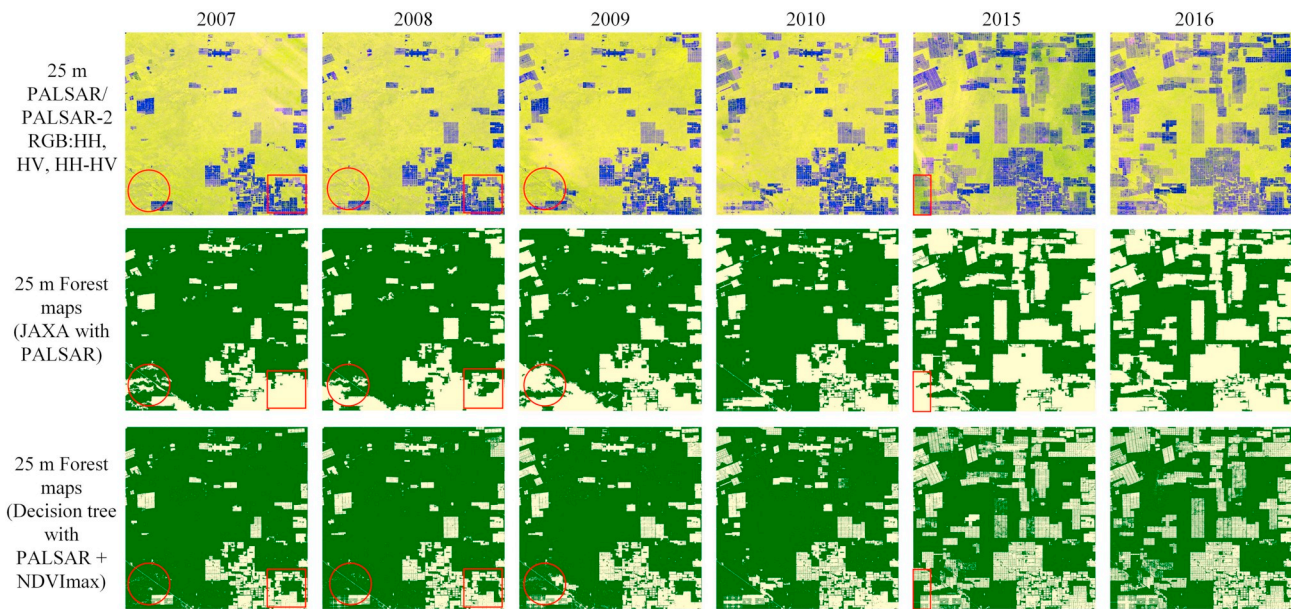 2007 2008 2009 2010 2015 2016
25 m
PALSAR/
PALSAR-2
RGB:HH,
HV, HH-HV
25 m Forest
maps
(JAXA with
PALSAR)
25 m Forest
maps
(Decision tree
with
PALSAR +
NDVImax)